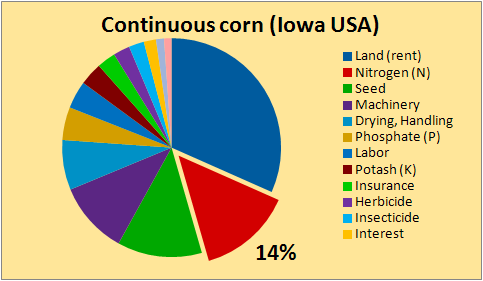 Continuous corn (Iowa USA)
Land (rent)
Nitrogen (N)
Seed
Machinery
Drying, Handling
Phosphate (P)
Labor
Potash (K)
Insurance
Herbicide
Insecticide
Interest
14%